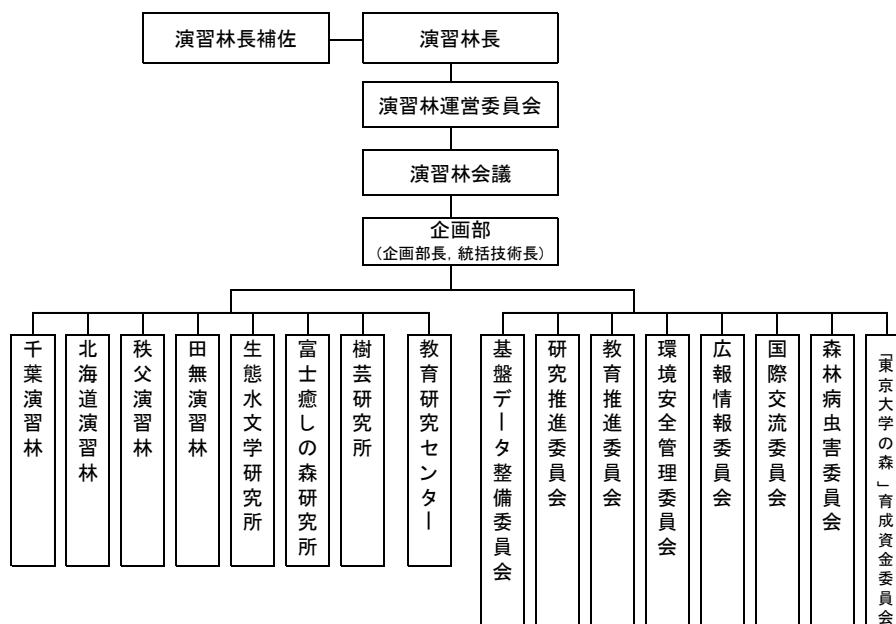 演習林長補佐
演習林長
演習林運営委員会
演習林会議
企画部
(企画部長, 統括技術長)
千葉演習林
北海道演習林
秩父演習林
田無演習林
生態水文学研究所
富士癒しの森研究所
樹芸研究所
教育研究センター
基盤データ整備委員会
研究推進委員会
教育推進委員会
環境安全管理委員会
広報情報委員会
国際交流委員会
森林病虫害委員会
「東京大学の森」育成資金委員会